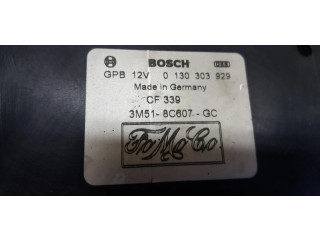 BOSCH
GPB 12V 0 130 303 929
Made in Germany
CF 339
3M51-8C607-GC
FoMoCo